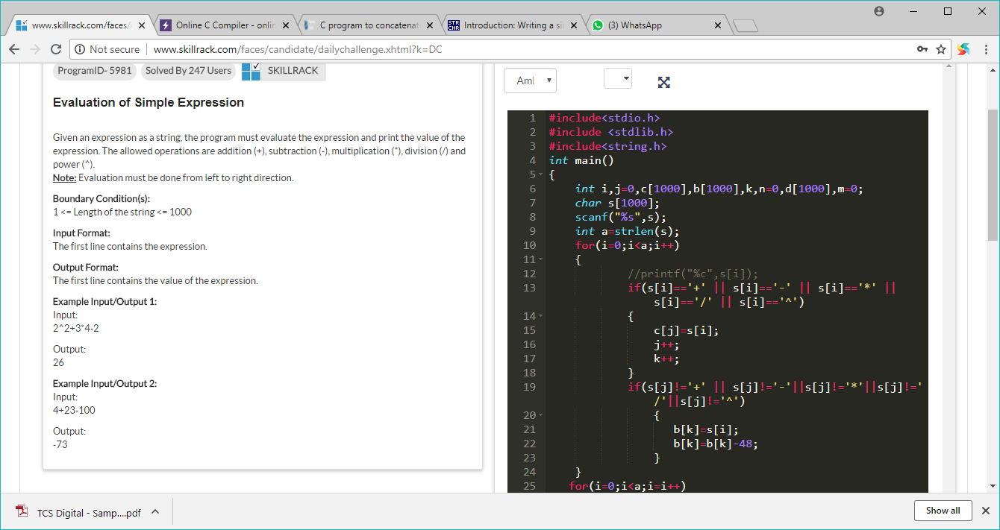 www.skillrack.com/faces/
Online C Compiler - onlin
C program to concatenat
STR CHR
Introduction: Writing a si
(3) WhatsApp
Not secure
www.skillrack.com/faces/candidate/dailychallenge.xhtml?k=DC
ProgramID- 5981
Solved By 247 Users
SKILLRACK
Evaluation of Simple Expression
Given an expression as a string, the program must evaluate the expression and print the value of the
expression. The allowed operations are addition (+), subtraction (-), multiplication (*), division (/) and
power (^).
Note: Evaluation must be done from left to right direction.
Boundary Condition(s):
1 <= Length of the string <= 1000
Input Format:
The first line contains the expression.
Output Format:
The first line contains the value of the expression.
Example Input/Output 1:
Input:
2^2+3*4-2
Output:
26
Example Input/Output 2:
Input:
4+23-100
Output:
-73
Aml
1 #include<stdio.h>
2 #include <stdlib.h>
3 #include<string.h>
4 int main()
5 {
6 int i,j=0,c[1000],b[1000],k,n=0,d[1000],m=0;
7 char s[1000];
8 scanf("%s",s);
9 int a=strlen(s);
10 for(i=0;i<a;i++)
11 {
12 //printf("%c",s[i]);
13 if(s[i]=='+' || s[i]=='-' || s[i]=='*' ||
s[i]=='/' || s[i]=='^')
14 {
15 c[j]=s[i];
16 j++;
17 k++;
18 }
19 if(s[j]!='+' || s[j]!='-'||s[j]!='*'||s[j]!='
/'||s[j]!='^')
20 {
21 b[k]=s[i];
22 b[k]=b[k]-48;
23 }
24 }
25 for(i=0;i<a;i=i++)
TCS Digital - Samp....pdf
Show all